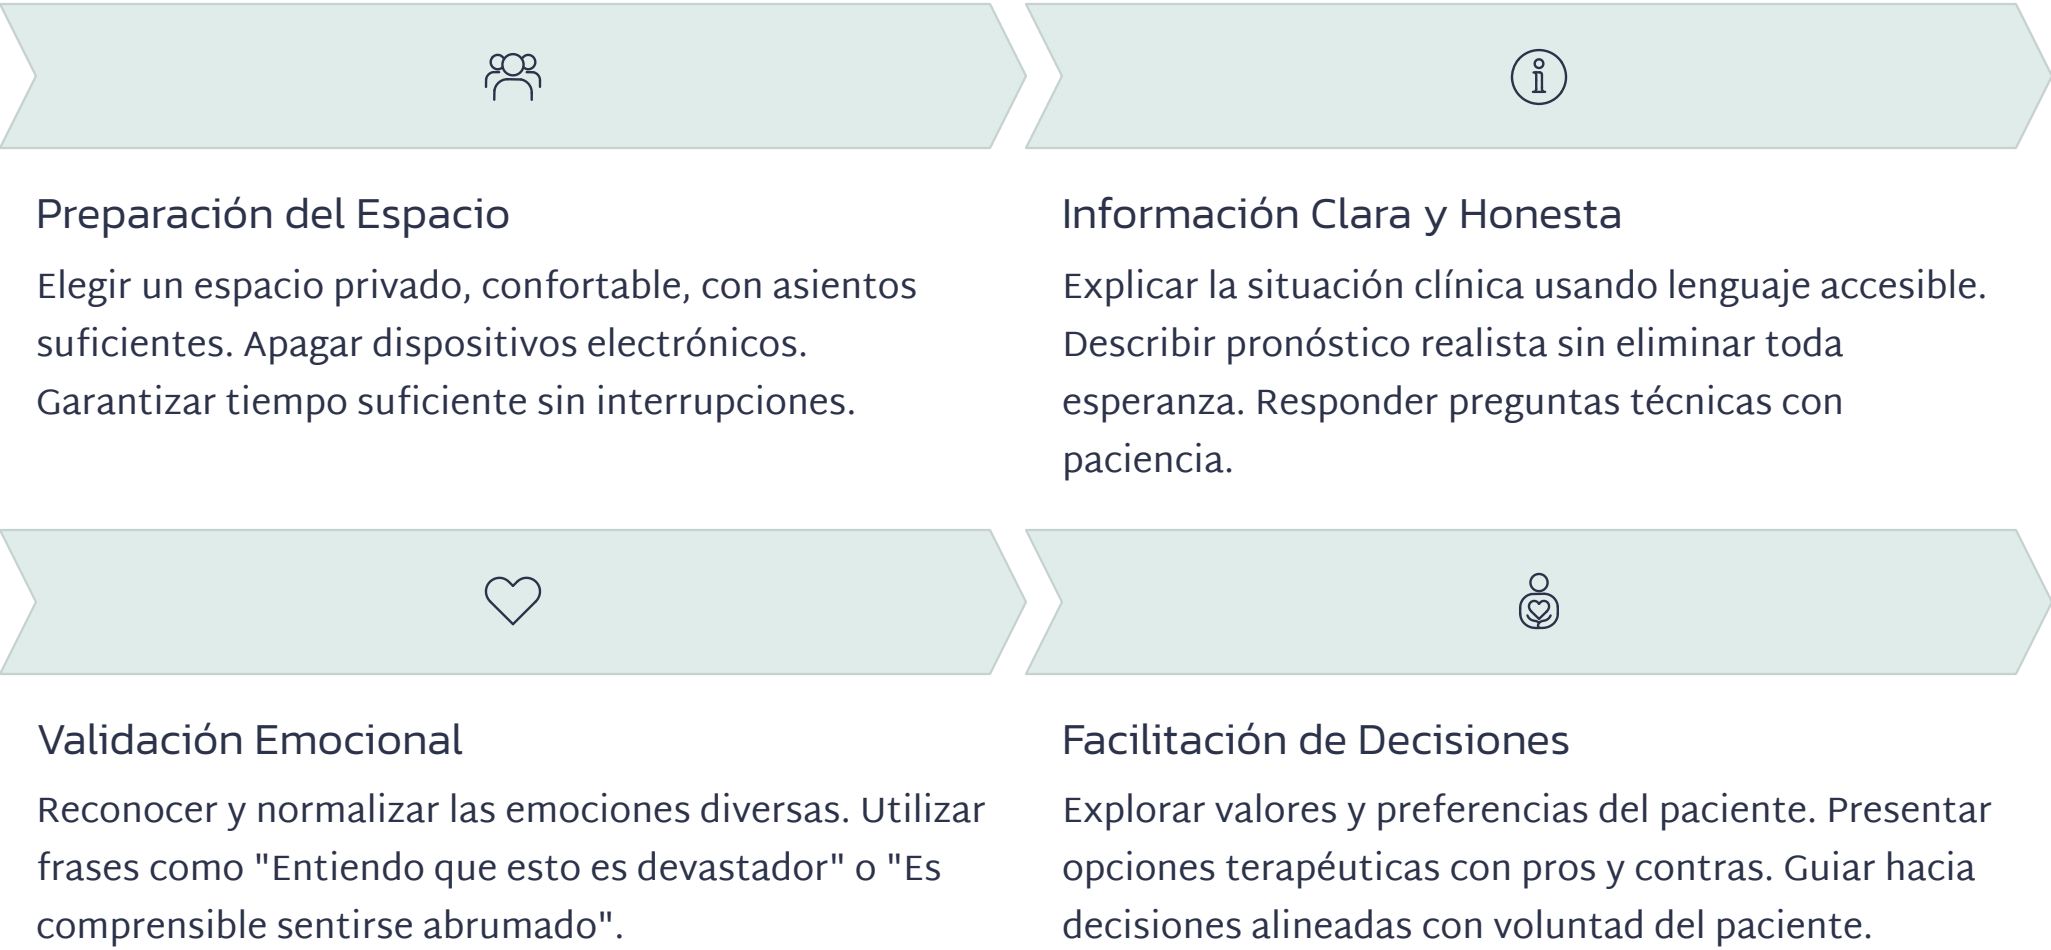 Preparación del Espacio
Elegir un espacio privado, confortable, con asientos
suficientes. Apagar dispositivos electrónicos.
Garantizar tiempo suficiente sin interrupciones.
Información Clara y Honesta
Explicar la situación clínica usando lenguaje accesible.
Describir pronóstico realista sin eliminar toda
esperanza. Responder preguntas técnicas con
paciencia.
Validación Emocional
Reconocer y normalizar las emociones diversas. Utilizar
frases como "Entiendo que esto es devastador" o "Es
comprensible sentirse abrumado".
Facilitación de Decisiones
Explorar valores y preferencias del paciente. Presentar
opciones terapéuticas con pros y contras. Guiar hacia
decisiones alineadas con voluntad del paciente.